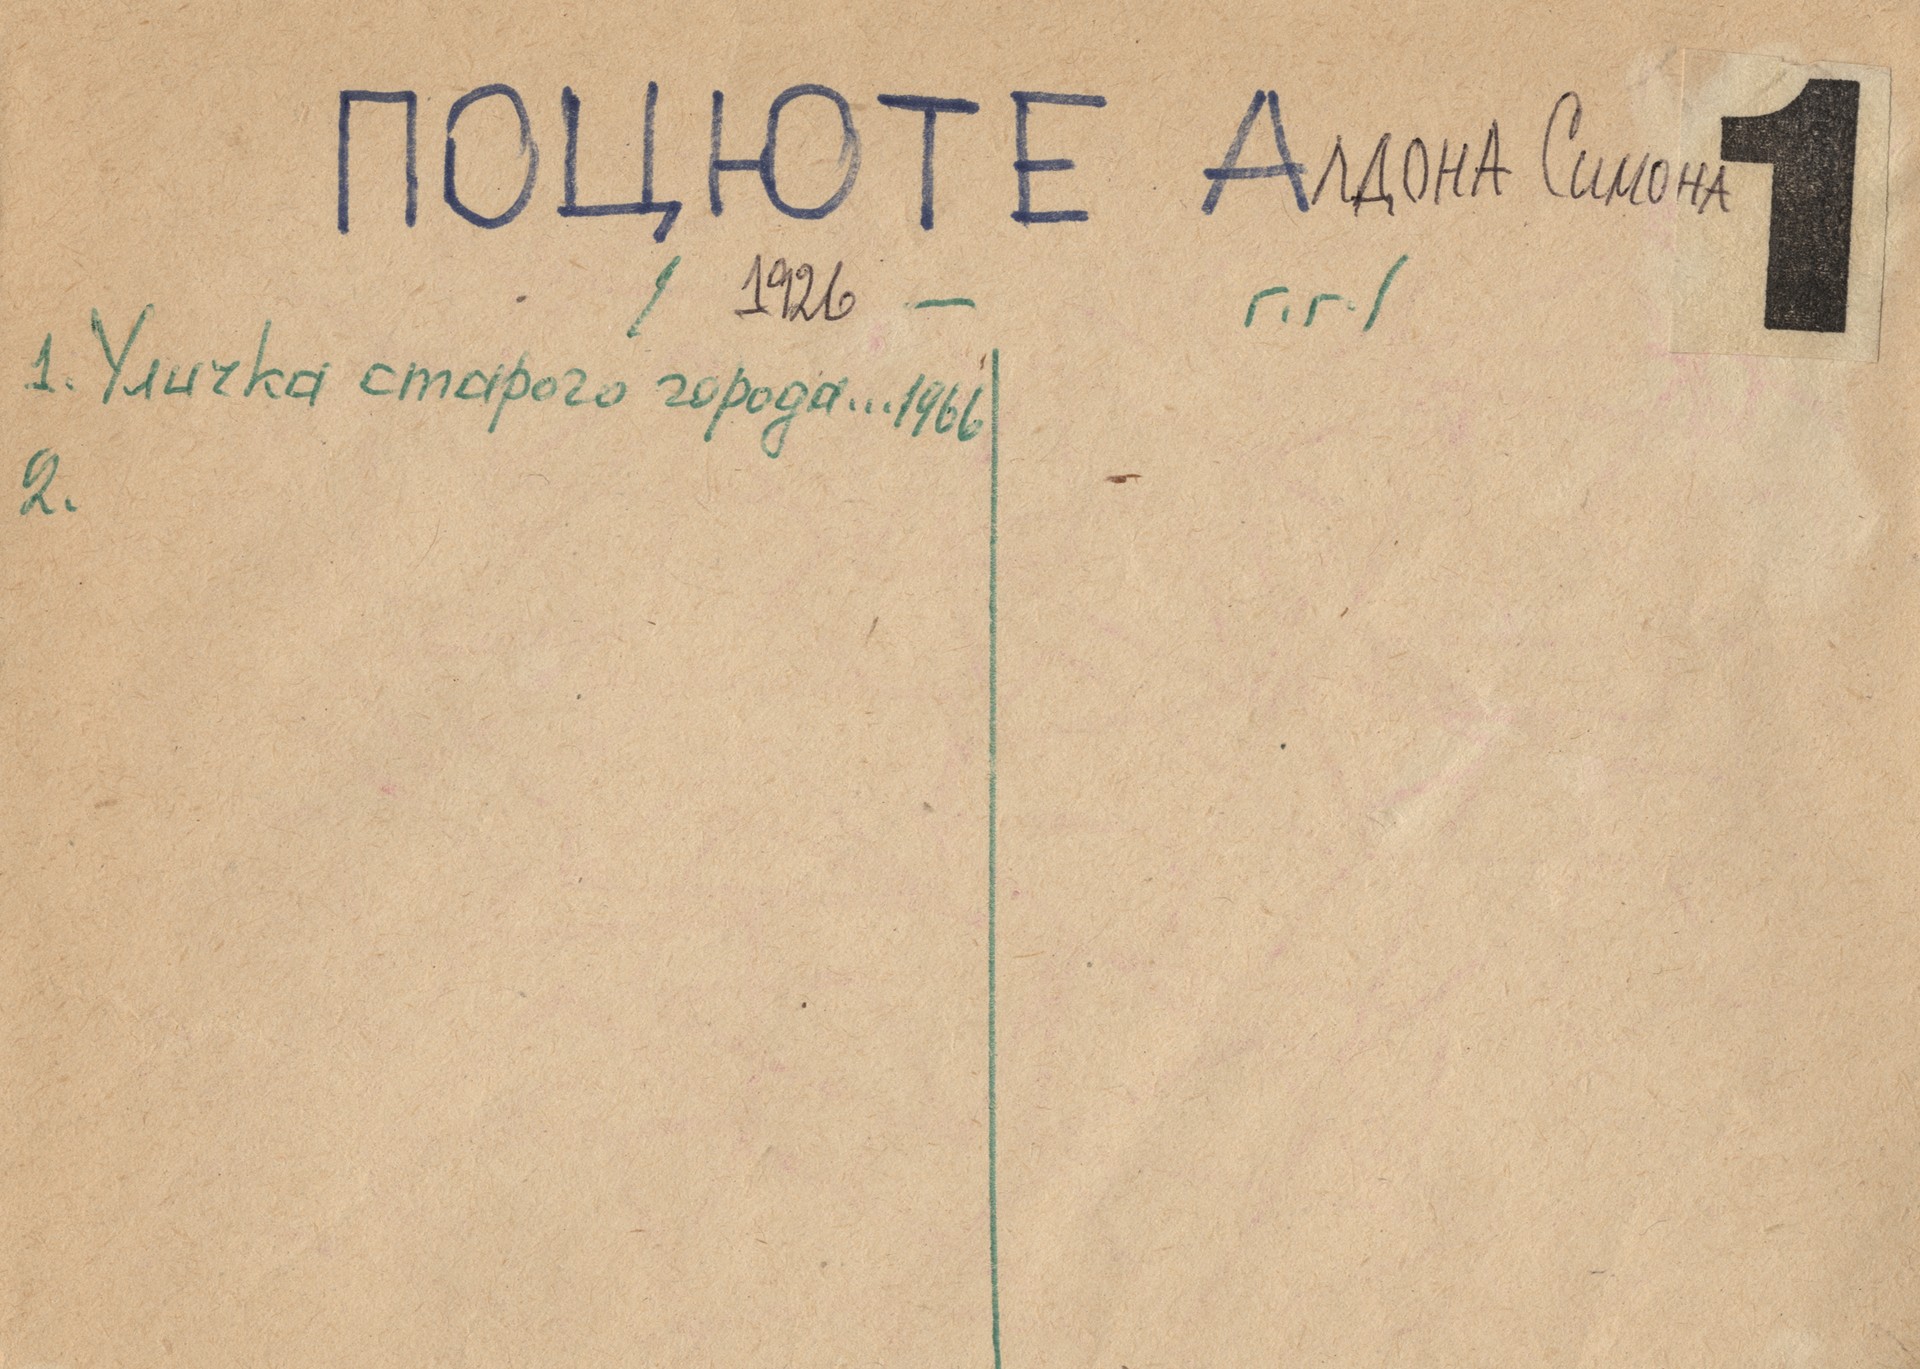 ПОЦЮТЕ Алдона Симона 1
/ 1926 — г.г./
1. Уличка старого города...1966
2.